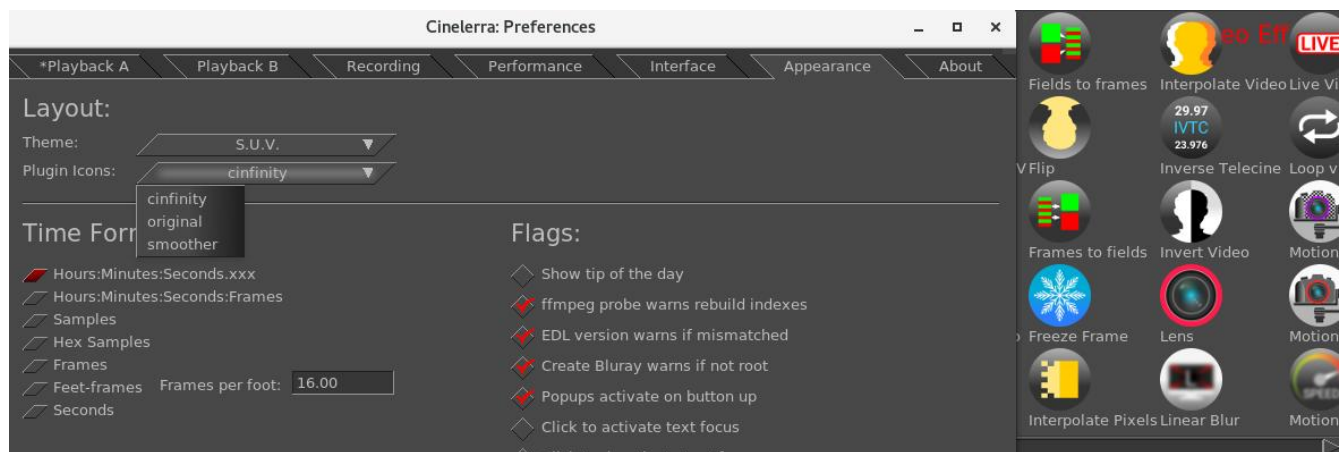 Cinelerra: Preferences
*Playback A Playback B Recording Performance Interface Appearance About
Layout:
Theme: S.U.V.
Plugin Icons: cinfinity
cinfinity
original
smoother
Time For
Hours:Minutes:Seconds.xxx
Hours:Minutes:Seconds:Frames
Samples
Hex Samples
Frames
Feet-frames Frames per foot: 16.00
Seconds
Flags:
Show tip of the day
ffmpeg probe warns rebuild indexes
EDL version warns if mismatched
Create Bluray warns if not root
Popups activate on button up
Click to activate text focus
eo Eff
LIVE
Fields to frames Interpolate Video Live Vi
29.97
IVTC
23.976
V Flip Inverse Telecine Loop v
Frames to fields Invert Video Motion
Freeze Frame Lens Motion
L
SPEED
Interpolate Pixels Linear Blur Motion